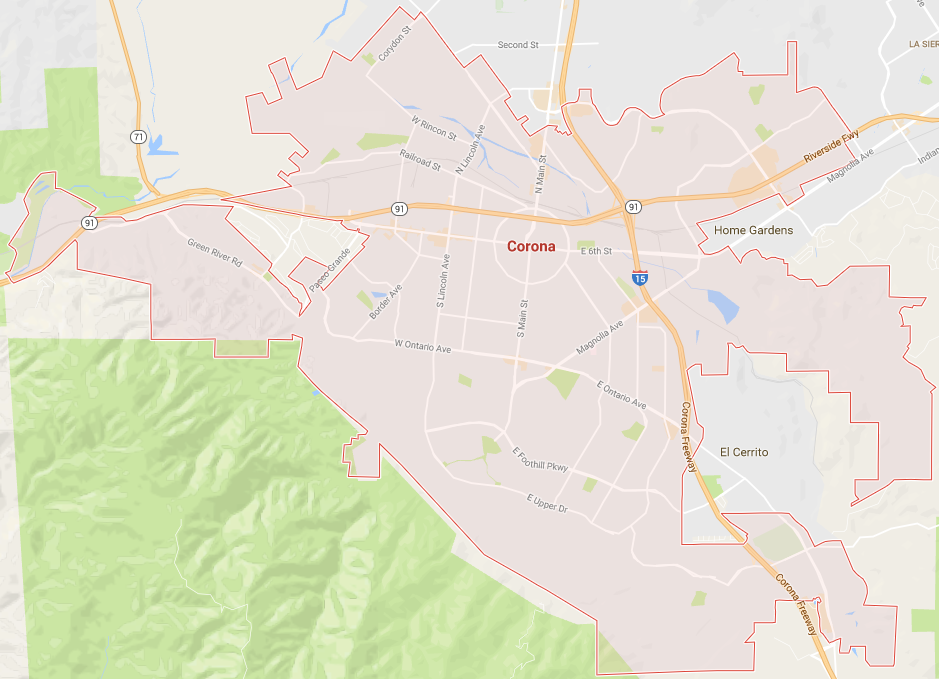 Corydon St
Second St
LA SIER
71
W Rincon St
N Lincoln Ave
Railroad St
N Main St
Riverside Fwy
Magnolia Ave
Indian
91
91
91
Home Gardens
Green River Rd
Paseo Grande
Corona
E 6th St
15
Border Ave
S Lincoln Ave
S Main St
Magnolia Ave
W Ontario Ave
E Ontario Ave
Corona Freeway
El Cerrito
E Foothill Pkwy
E Upper Dr
Corona Freeway